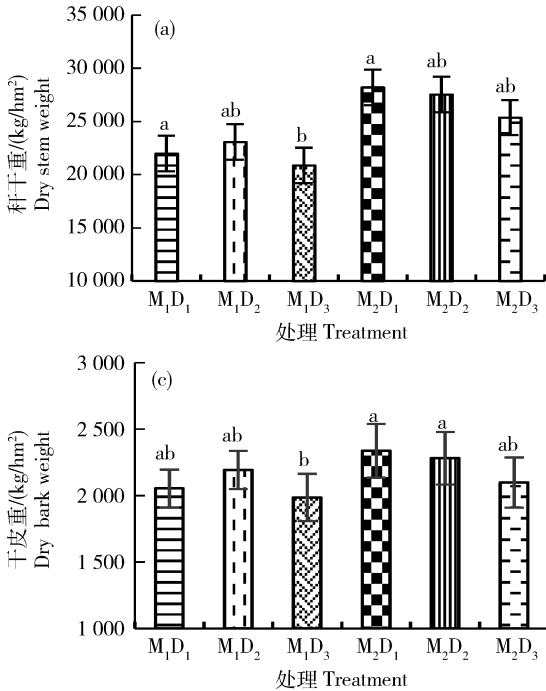 (a)
秆干重/(kg/hm²)
Dry stem weight
35 000
30 000
25 000
20 000
15 000
10 000
a
ab
b
a
ab
ab
M₁D₁ M₁D₂ M₁D₃ M₂D₁ M₂D₂ M₂D₃
处理 Treatment
(c)
干皮重/(kg/hm²)
Dry bark weight
3 000
2 500
2 000
1 500
1 000
ab
ab
b
a
a
ab
M₁D₁ M₁D₂ M₁D₃ M₂D₁ M₂D₂ M₂D₃
处理 Treatment